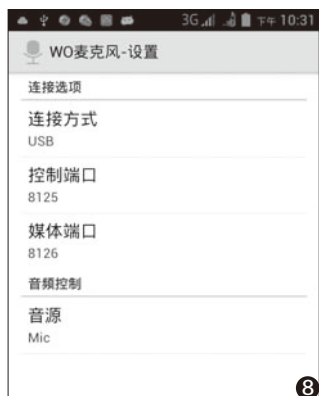 3G 下午 10:31
WO麦克风-设置
连接选项
连接方式
USB
控制端口
8125
媒体端口
8126
音频控制
音源
Mic
8